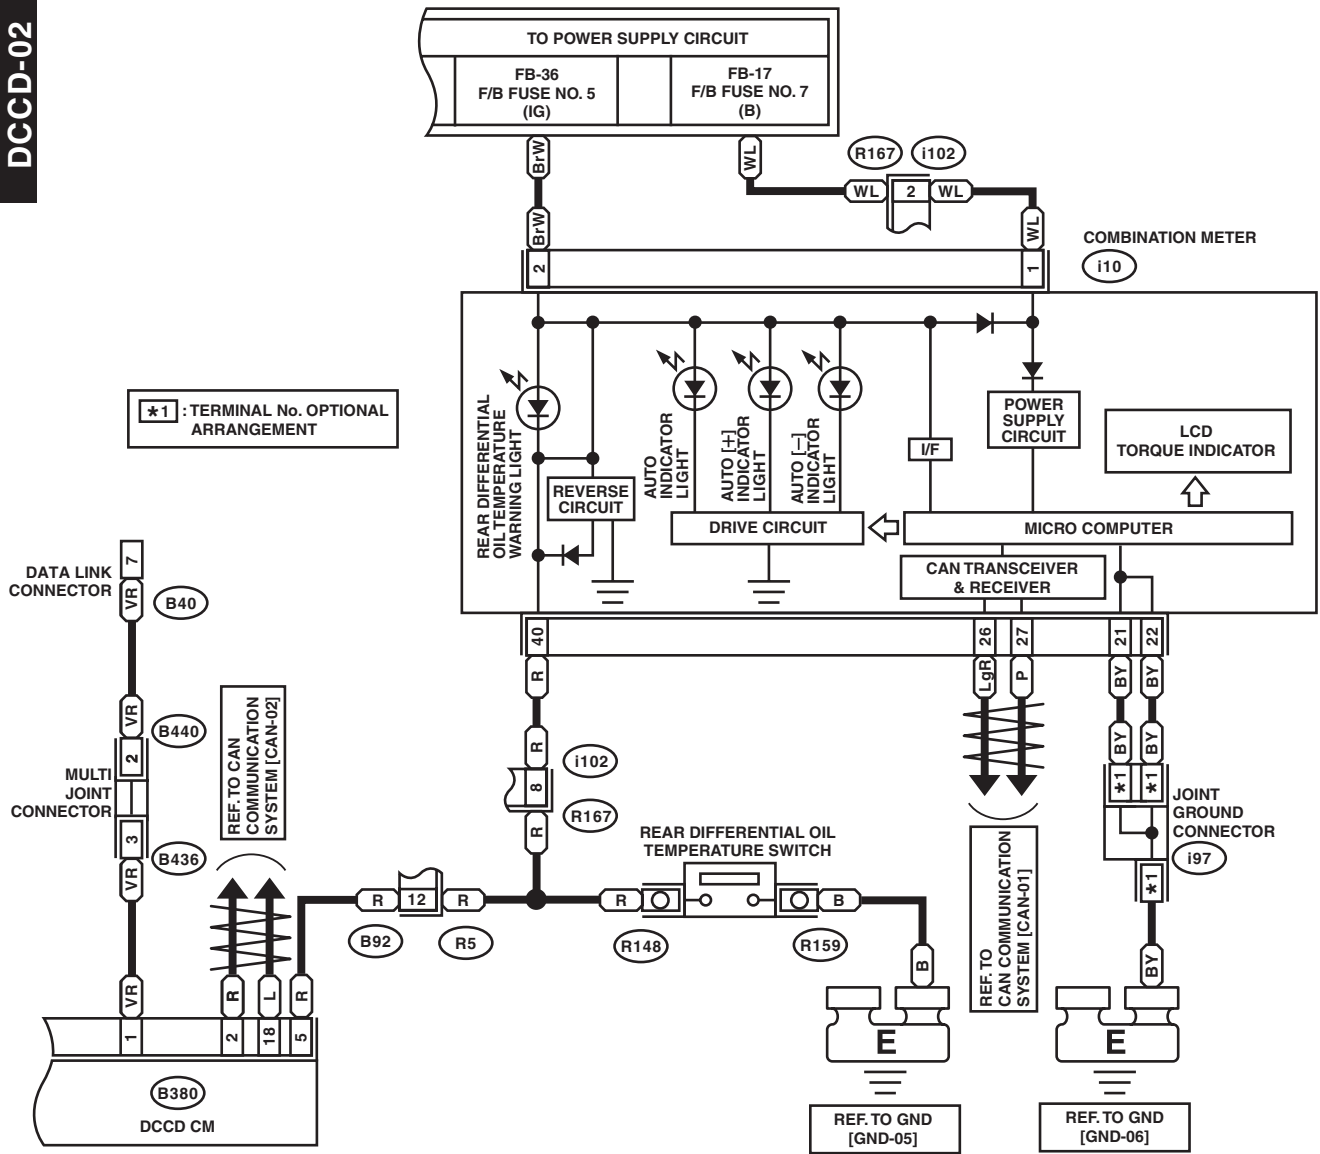 DCCD-02
TO POWER SUPPLY CIRCUIT
FB-36
F/B FUSE NO. 5
(IG)
FB-17
F/B FUSE NO. 7
(B)
BrW
WL
R167
i102
WL
2
WL
BrW
WL
COMBINATION METER
i10
2
1
*1 : TERMINAL No. OPTIONAL
ARRANGEMENT
REAR DIFFERENTIAL
OIL TEMPERATURE
WARNING LIGHT
REVERSE
CIRCUIT
AUTO
INDICATOR
LIGHT
AUTO [+]
INDICATOR
LIGHT
AUTO [−]
INDICATOR
LIGHT
I/F
POWER
SUPPLY
CIRCUIT
LCD
TORQUE INDICATOR
DRIVE CIRCUIT
MICRO COMPUTER
CAN TRANSCEIVER
& RECEIVER
DATA LINK
CONNECTOR
7
VR
B40
VR
B440
2
MULTI
JOINT
CONNECTOR
3
B436
VR
VR
REF. TO CAN
COMMUNICATION
SYSTEM [CAN-02]
40
26
27
21
22
R
LgR
P
BY
BY
R
BY
BY
i102
8
R167
R
*1
*1
JOINT
GROUND
CONNECTOR
i97
*1
BY
REAR DIFFERENTIAL OIL
TEMPERATURE SWITCH
R
12
R
R
B
B92
R5
R148
R159
B
REF. TO
CAN COMMUNICATION
SYSTEM [CAN-01]
R
L
R
1
2
18
5
B380
DCCD CM
E
E
REF. TO GND
[GND-05]
REF. TO GND
[GND-06]